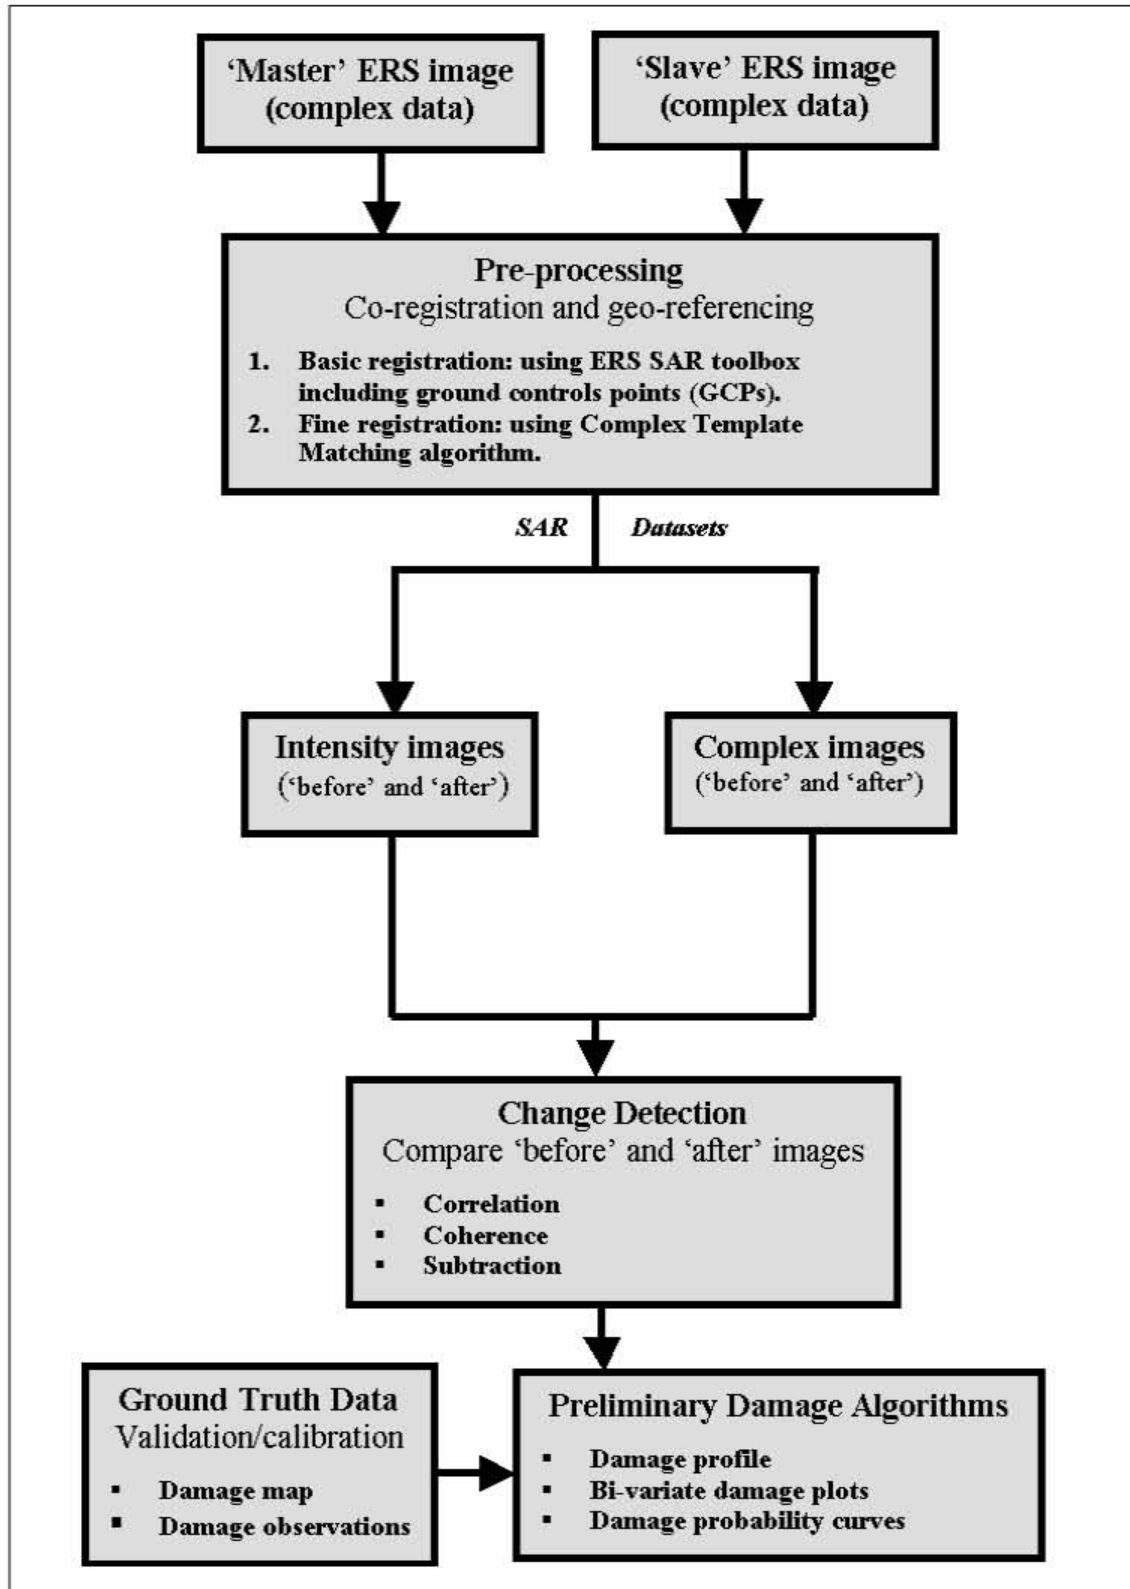 ‘Master’ ERS image
(complex data)
‘Slave’ ERS image
(complex data)
Pre-processing
Co-registration and geo-referencing
1. Basic registration: using ERS SAR toolbox
including ground controls points (GCPs).
2. Fine registration: using Complex Template
Matching algorithm.
SAR Datasets
Intensity images
(‘before’ and ‘after’)
Complex images
(‘before’ and ‘after’)
Change Detection
Compare ‘before’ and ‘after’ images
▪ Correlation
▪ Coherence
▪ Subtraction
Ground Truth Data
Validation/calibration
▪ Damage map
▪ Damage observations
Preliminary Damage Algorithms
▪ Damage profile
▪ Bi-variate damage plots
▪ Damage probability curves